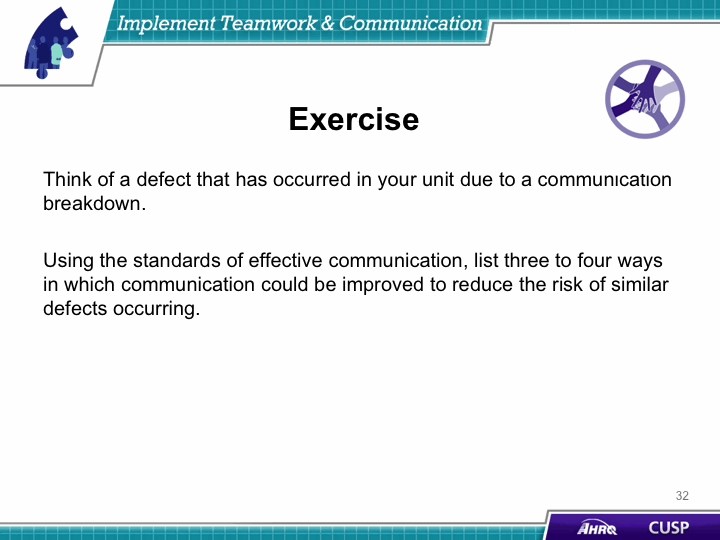 Implement Teamwork & Communication
Exercise
Think of a defect that has occurred in your unit due to a communication
breakdown.
Using the standards of effective communication, list three to four ways
in which communication could be improved to reduce the risk of similar
defects occurring.
32
AHRQ
CUSP